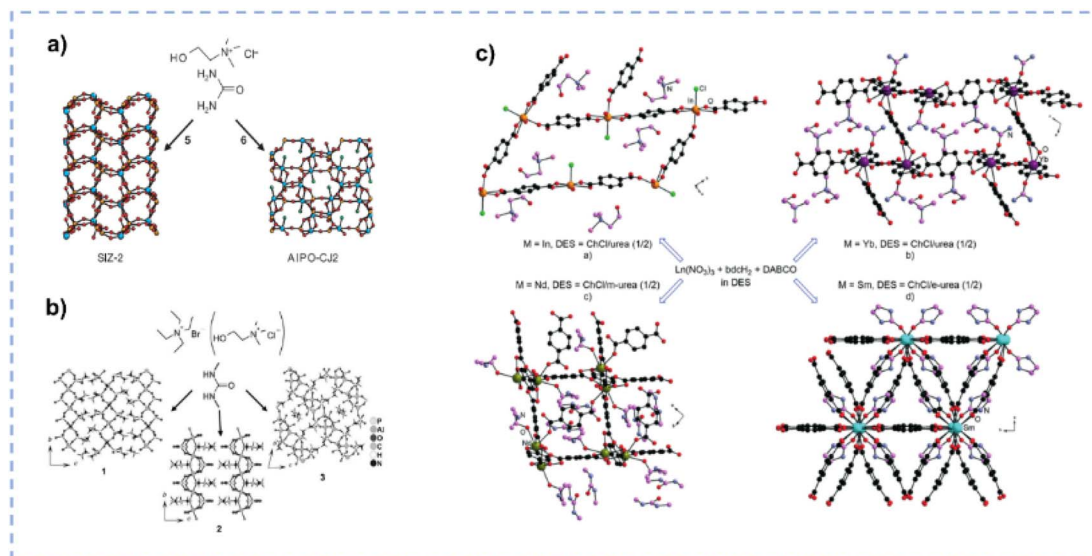 a)
HO
N+
Cl-
H2N
O
H2N
5
6
SIZ-2
AlPO-CJ2
b)
N+
Br-
HO
N+
Cl-
HN
O
HN
P
Al
O
C
H
N
1
2
3
c)
Cl
In
O
N
N
O
Yb
M = In, DES = ChCl/urea (1/2)
a)
M = Yb, DES = ChCl/urea (1/2)
b)
Ln(NO3)3 + bdcH2 + DABCO
in DES
M = Nd, DES = ChCl/m-urea (1/2)
c)
M = Sm, DES = ChCl/e-urea (1/2)
d)
N
O
Nd
N
O
Sm